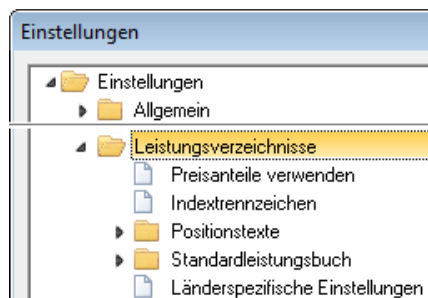 Einstellungen
Einstellungen
Allgemein
Leistungsverzeichnisse
Preisanteile verwenden
Indextrennzeichen
Positionstexte
Standardleistungsbuch
Länderspezifische Einstellungen